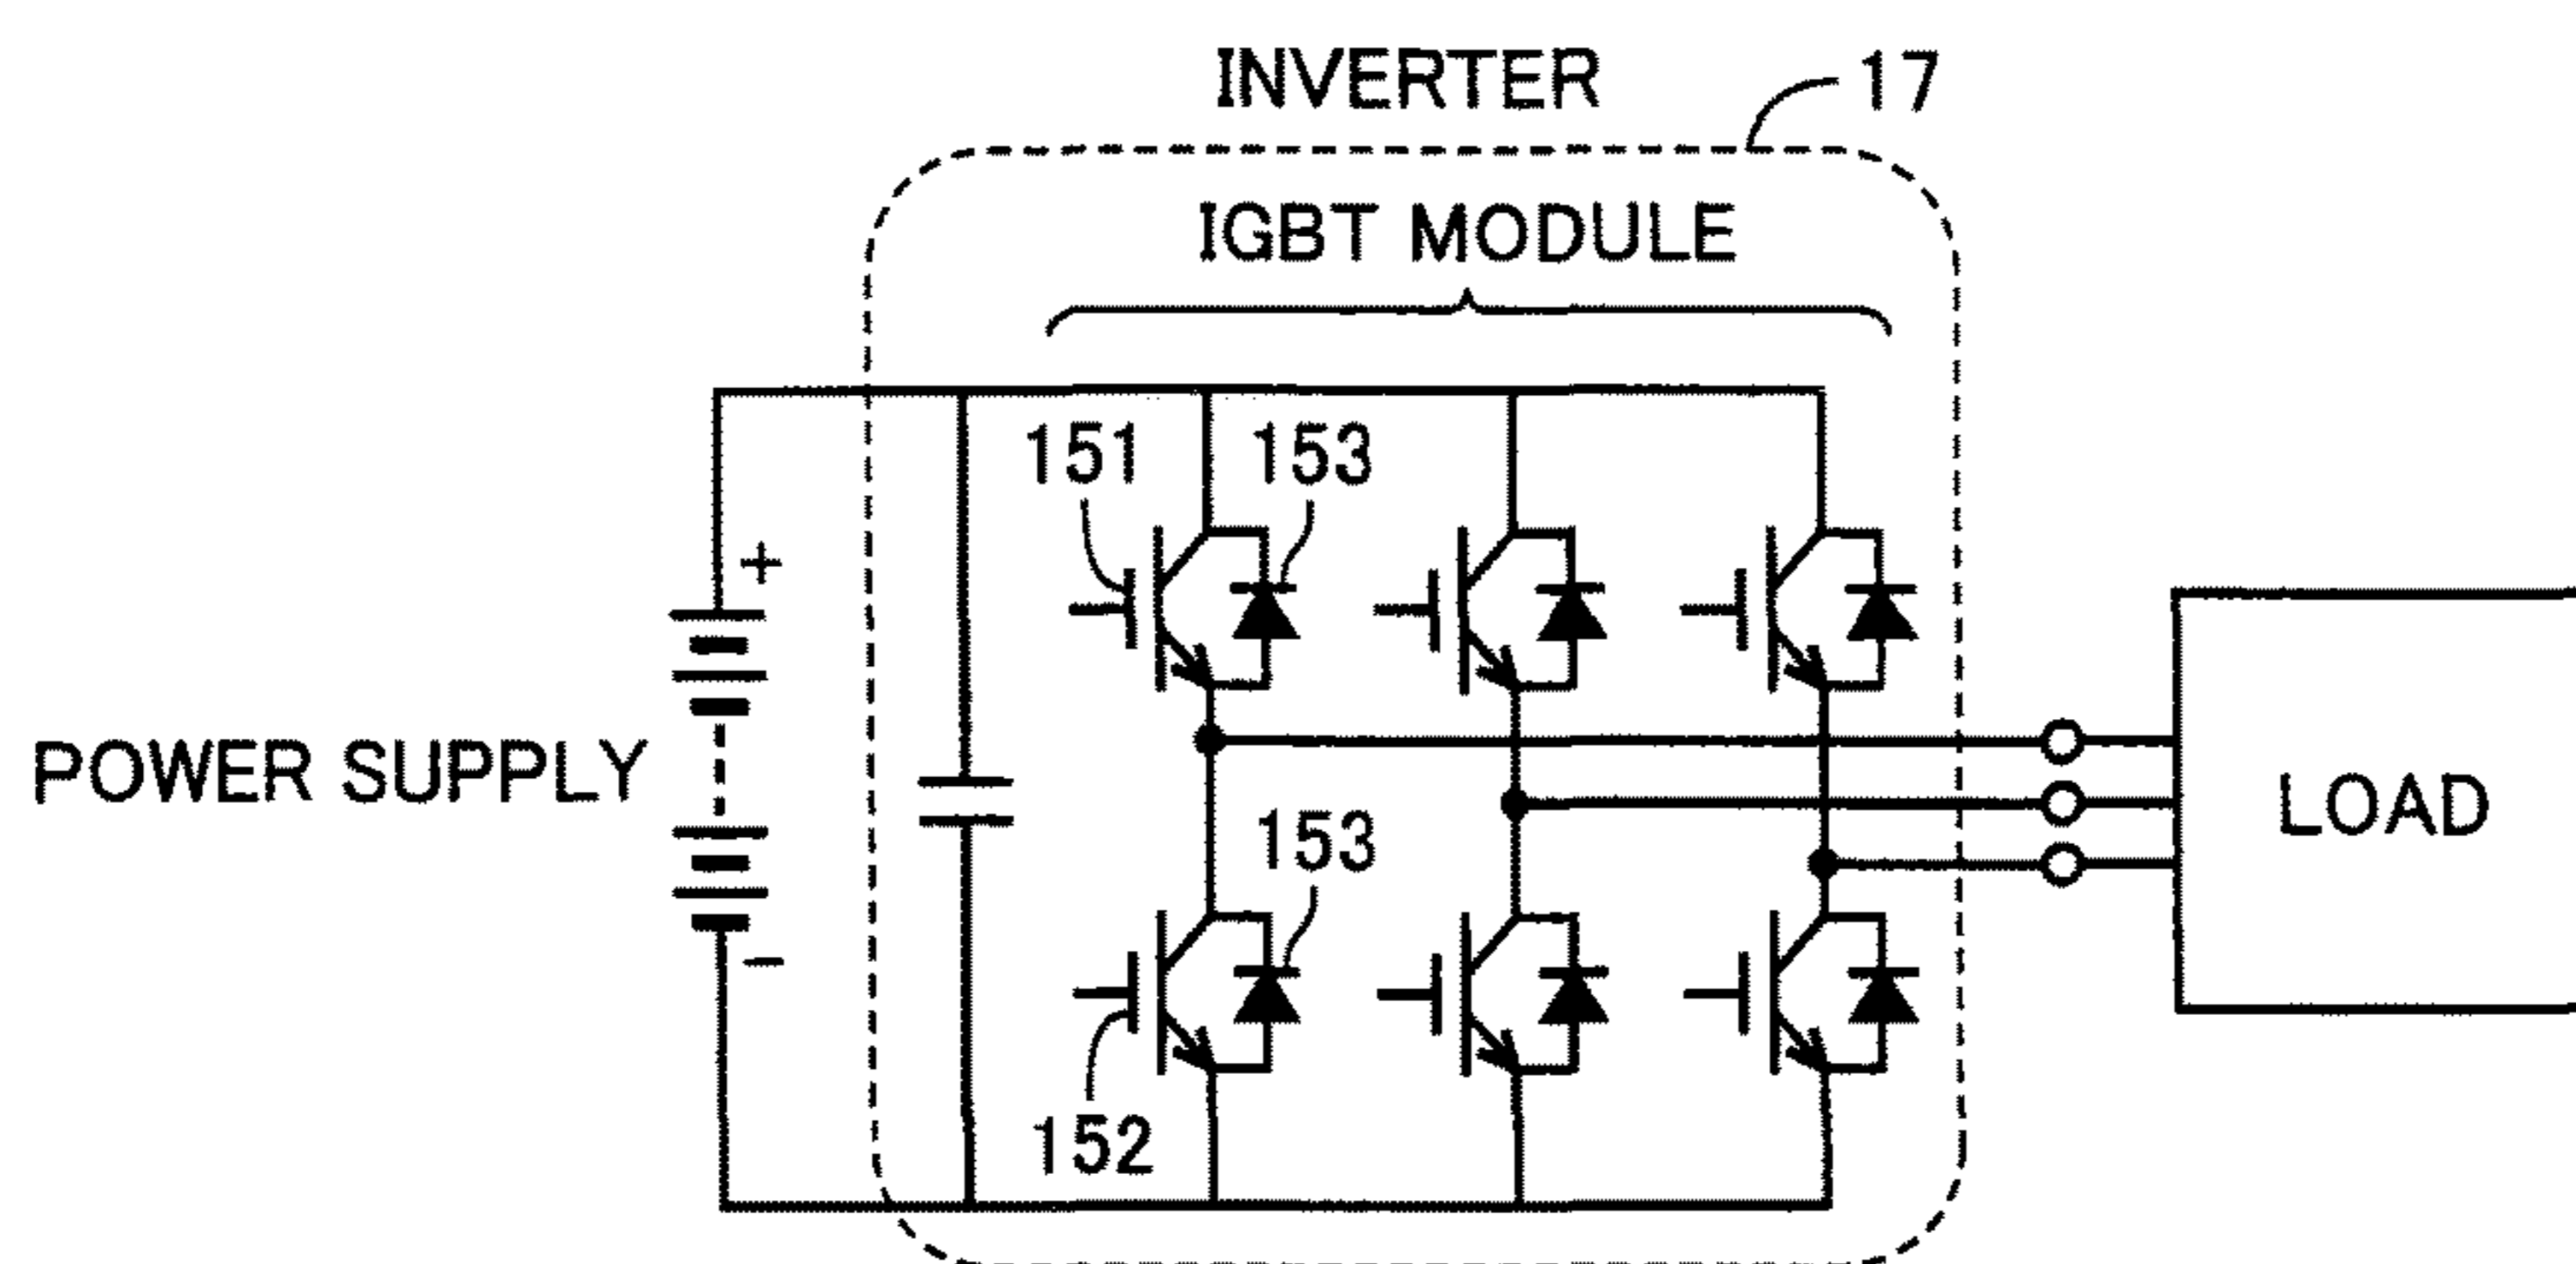 INVERTER
17
IGBT MODULE
151
153
+
POWER SUPPLY
LOAD
153
−
152